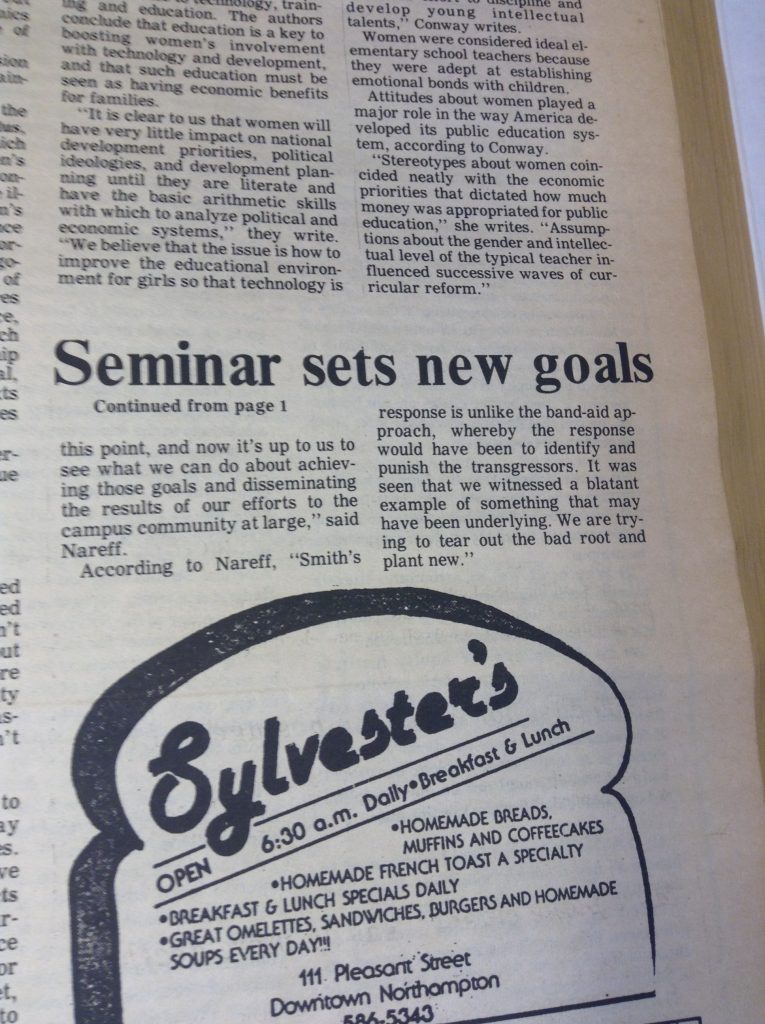 ing and education. The authors
conclude that education is a key to
boosting women's involvement
with technology and development,
and that such education must be
seen as having economic benefits
for families.
"It is clear to us that women will
have very little impact on national
development priorities, political
ideologies, and development plan-
ning until they are literate and
have the basic arithmetic skills
with which to analyze political and
economic systems," they write.
"We believe that the issue is how to
improve the educational environ-
ment for girls so that technology is
discipline and
develop young intellectual
talents," Conway writes.
Women were considered ideal el-
ementary school teachers because
they were adept at establishing
emotional bonds with children.
Attitudes about women played a
major role in the way America de-
veloped its public education sys-
tem, according to Conway.
"Stereotypes about women coin-
cided neatly with the economic
priorities that dictated how much
money was appropriated for public
education," she writes. "Assump-
tions about the gender and intellec-
tual level of the typical teacher in-
fluenced successive waves of cur-
ricular reform."
Seminar sets new goals
Continued from page 1
this point, and now it's up to us to
see what we can do about achiev-
ing those goals and disseminating
the results of our efforts to the
campus community at large," said
Nareff.
According to Nareff, "Smith's
response is unlike the band-aid ap-
proach, whereby the response
would have been to identify and
punish the transgressors. It was
seen that we witnessed a blatant
example of something that may
have been underlying. We are try-
ing to tear out the bad root and
plant new."
Sylvester's
OPEN 6:30 a.m. Daily•Breakfast & Lunch
•HOMEMADE BREADS,
MUFFINS AND COFFEECAKES
•HOMEMADE FRENCH TOAST A SPECIALTY
•BREAKFAST & LUNCH SPECIALS DAILY
•GREAT OMELETTES, SANDWICHES, BURGERS AND HOMEMADE
SOUPS EVERY DAY!!!
111 Pleasant Street
Downtown Northampton
586-5343